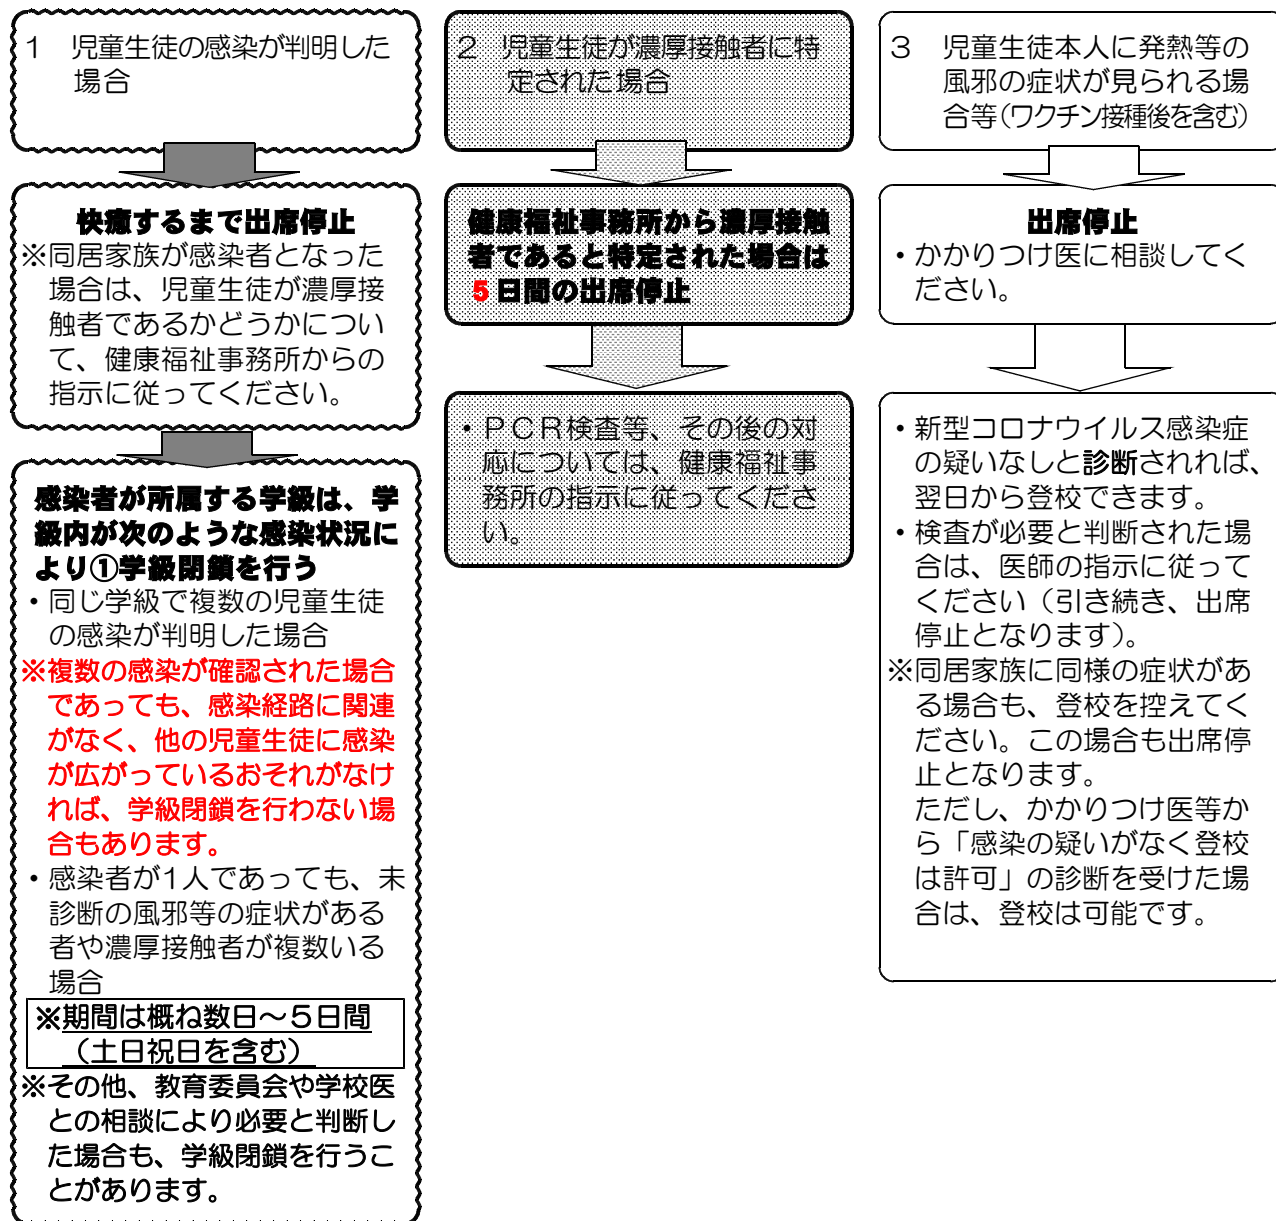 1 児童生徒の感染が判明した
場合
快癒するまで出席停止
※同居家族が感染者となった
場合は、児童生徒が濃厚接
触者であるかどうかについ
て、健康福祉事務所からの
指示に従ってください。
感染者が所属する学級は、学
級内が次のような感染状況に
より①学級閉鎖を行う
・同じ学級で複数の児童生徒
の感染が判明した場合
※複数の感染が確認された場合
であっても、感染経路に関連
がなく、他の児童生徒に感染
が広がっているおそれがなけ
れば、学級閉鎖を行わない場
合もあります。
・感染者が1人であっても、未
診断の風邪等の症状がある
者や濃厚接触者が複数いる
場合
※期間は概ね数日～５日間
（土日祝日を含む）
※その他、教育委員会や学校医
との相談により必要と判断し
た場合も、学級閉鎖を行うこ
とがあります。
２ 児童生徒が濃厚接触者に特
定された場合
健康福祉事務所から濃厚接触
者であると特定された場合は
５日間の出席停止
・ＰＣＲ検査等、その後の対
応については、健康福祉事
務所の指示に従ってくださ
い。
３ 児童生徒本人に発熱等の
風邪の症状が見られる場
合等(ワクチン接種後を含む)
出席停止
・かかりつけ医に相談してく
ださい。
・新型コロナウイルス感染症
の疑いなしと診断されれば、
翌日から登校できます。
・検査が必要と判断された場
合は、医師の指示に従って
ください（引き続き、出席
停止となります）。
※同居家族に同様の症状があ
る場合も、登校を控えてく
ださい。この場合も出席停
止となります。
ただし、かかりつけ医等か
ら「感染の疑いがなく登校
は許可」の診断を受けた場
合は、登校は可能です。